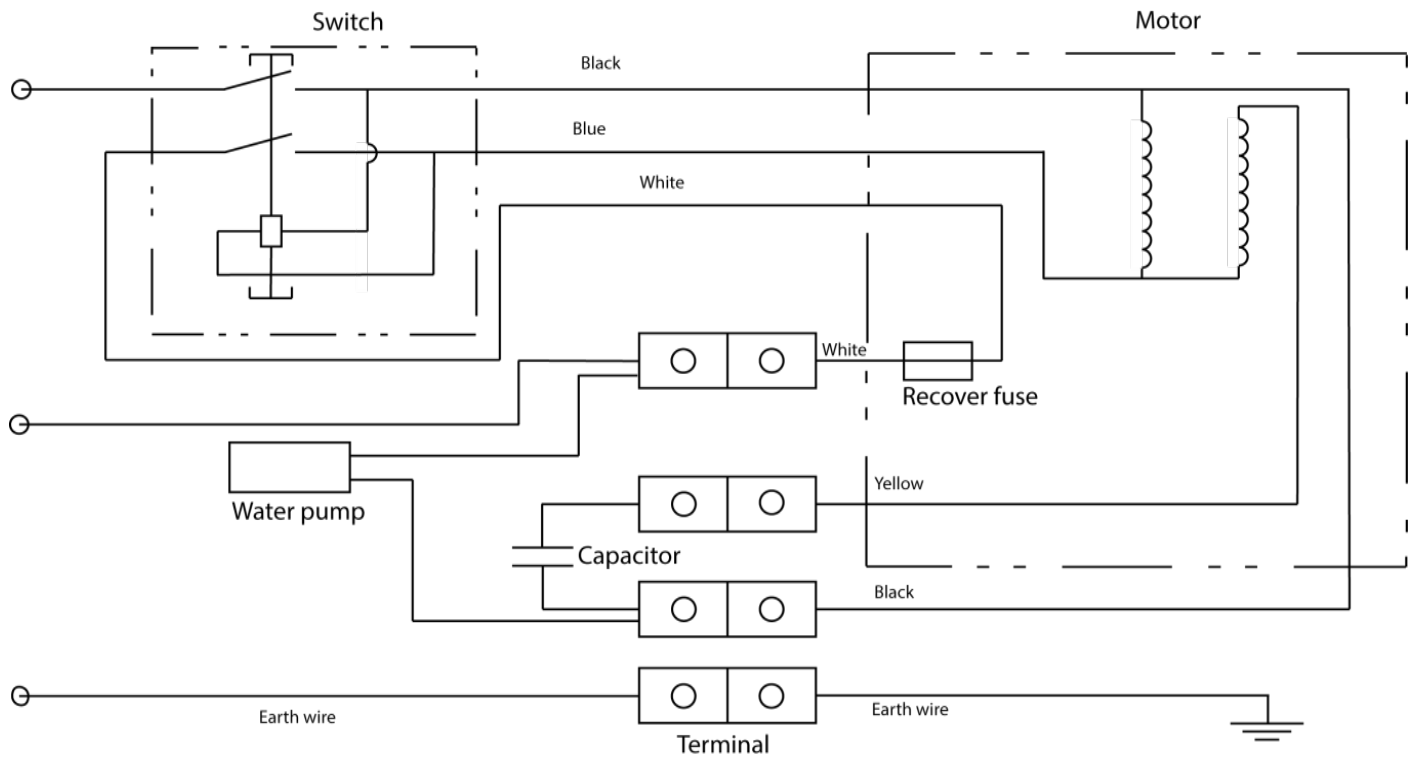 Switch
Motor
Black
Blue
White
White
Recover fuse
Water pump
Yellow
Capacitor
Black
Earth wire
Earth wire
Terminal